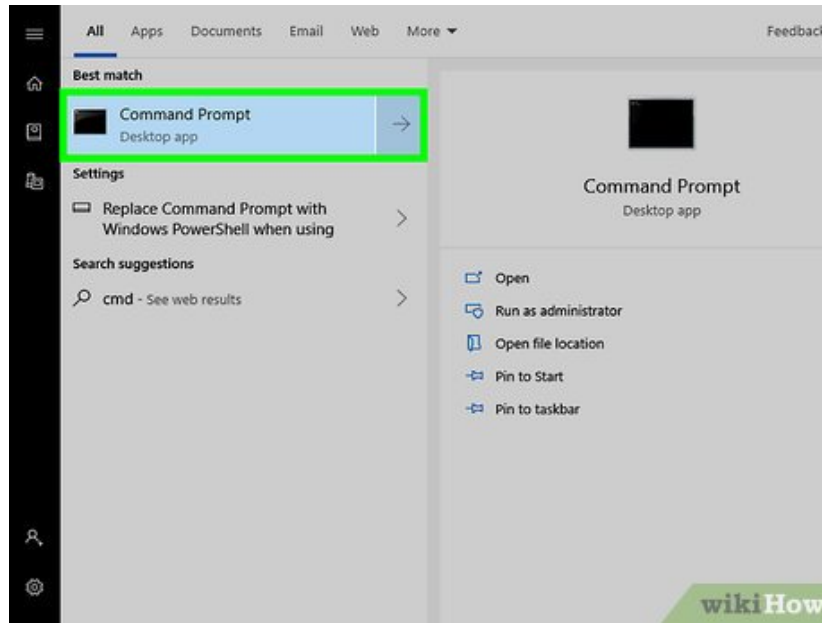 All Apps Documents Email Web More
Feedback
Best match
Command Prompt
Desktop app
Settings
Replace Command Prompt with
Windows PowerShell when using
Search suggestions
cmd - See web results
Command Prompt
Desktop app
Open
Run as administrator
Open file location
Pin to Start
Pin to taskbar
wikiHow